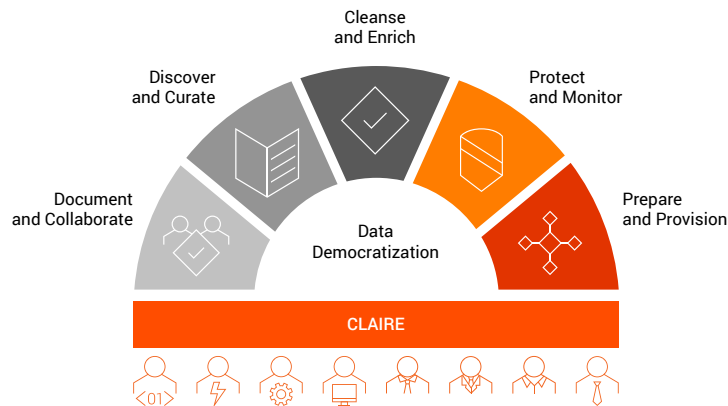 Cleanse
and Enrich
Discover
and Curate
Protect
and Monitor
Document
and Collaborate
Prepare
and Provision
Data
Democratization
CLAIRE
<01>